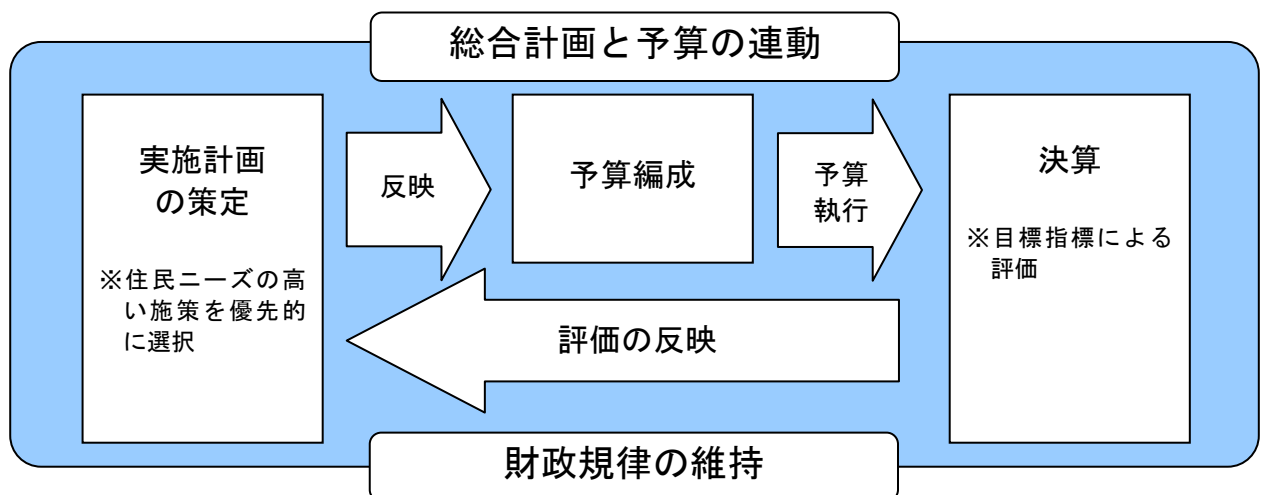 総合計画と予算の連動
実施計画
の策定
※住民ニーズの高
い施策を優先的
に選択
反映
予算編成
予算
執行
決算
※目標指標による
評価
評価の反映
財政規律の維持